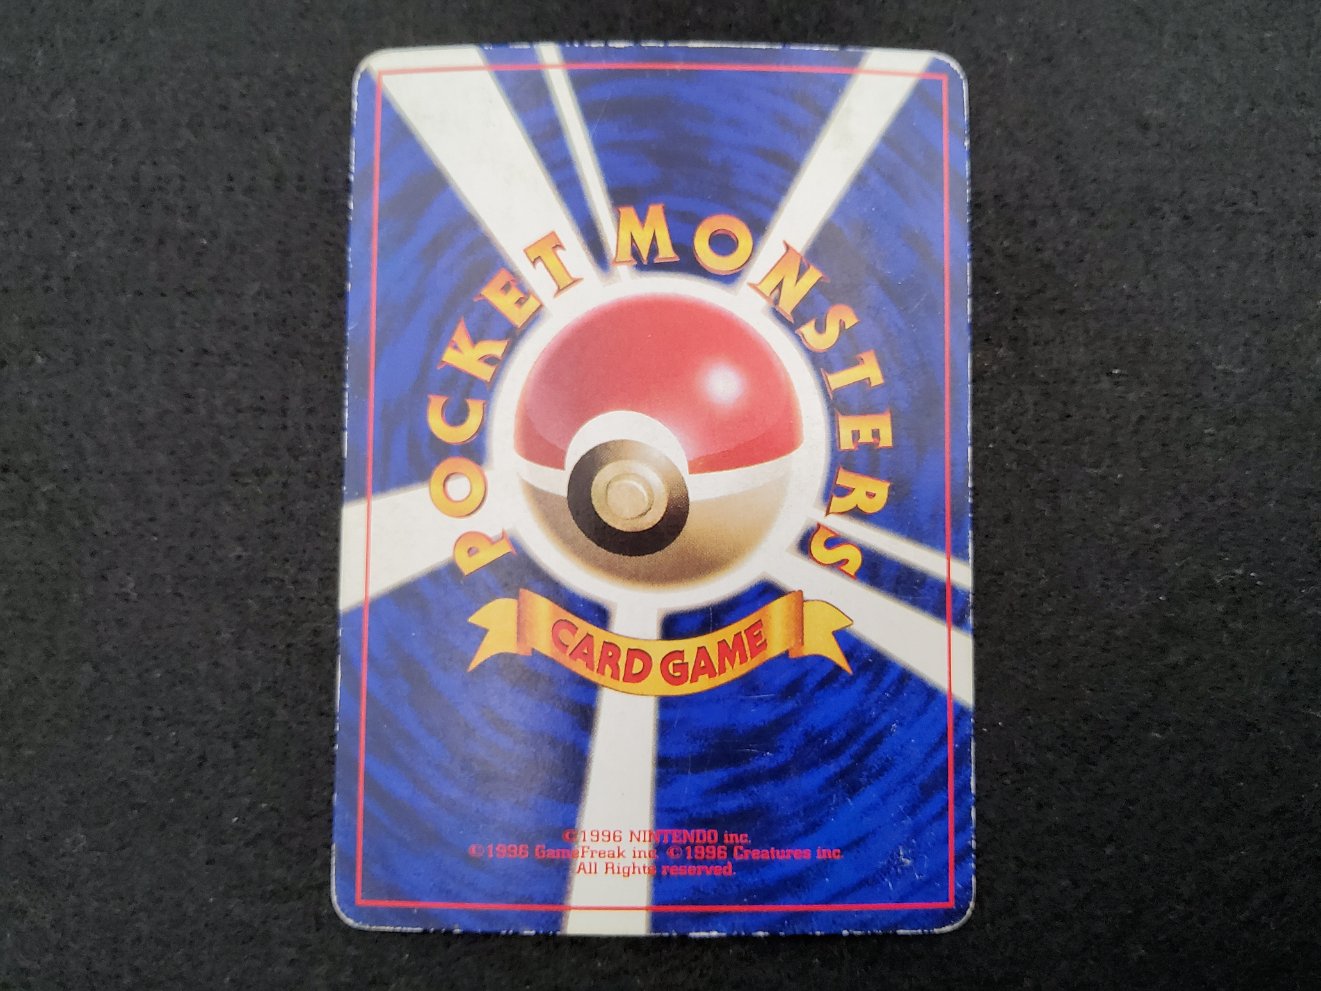 POCKET MONSTERS
CARD GAME
©1996 NINTENDO inc.
©1996 GameFreak inc. ©1996 Creatures inc.
All Rights reserved.